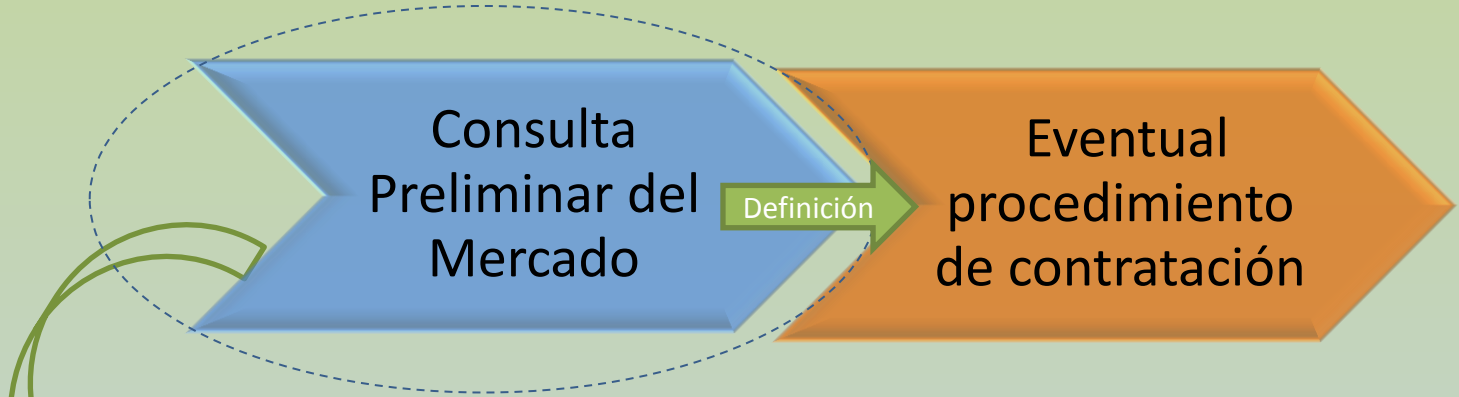 Consulta
Preliminar del
Mercado
Definición
Eventual
procedimiento
de contratación